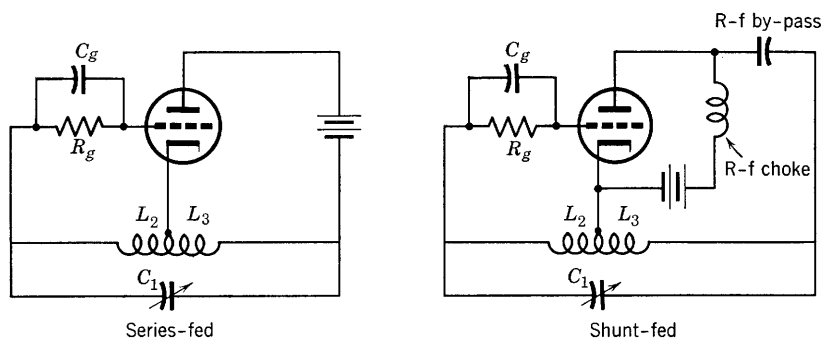 R-f by-pass
C_g
C_g
R_g
R_g
R-f choke
L_2 L_3
L_2 L_3
C_1
C_1
Series-fed
Shunt-fed